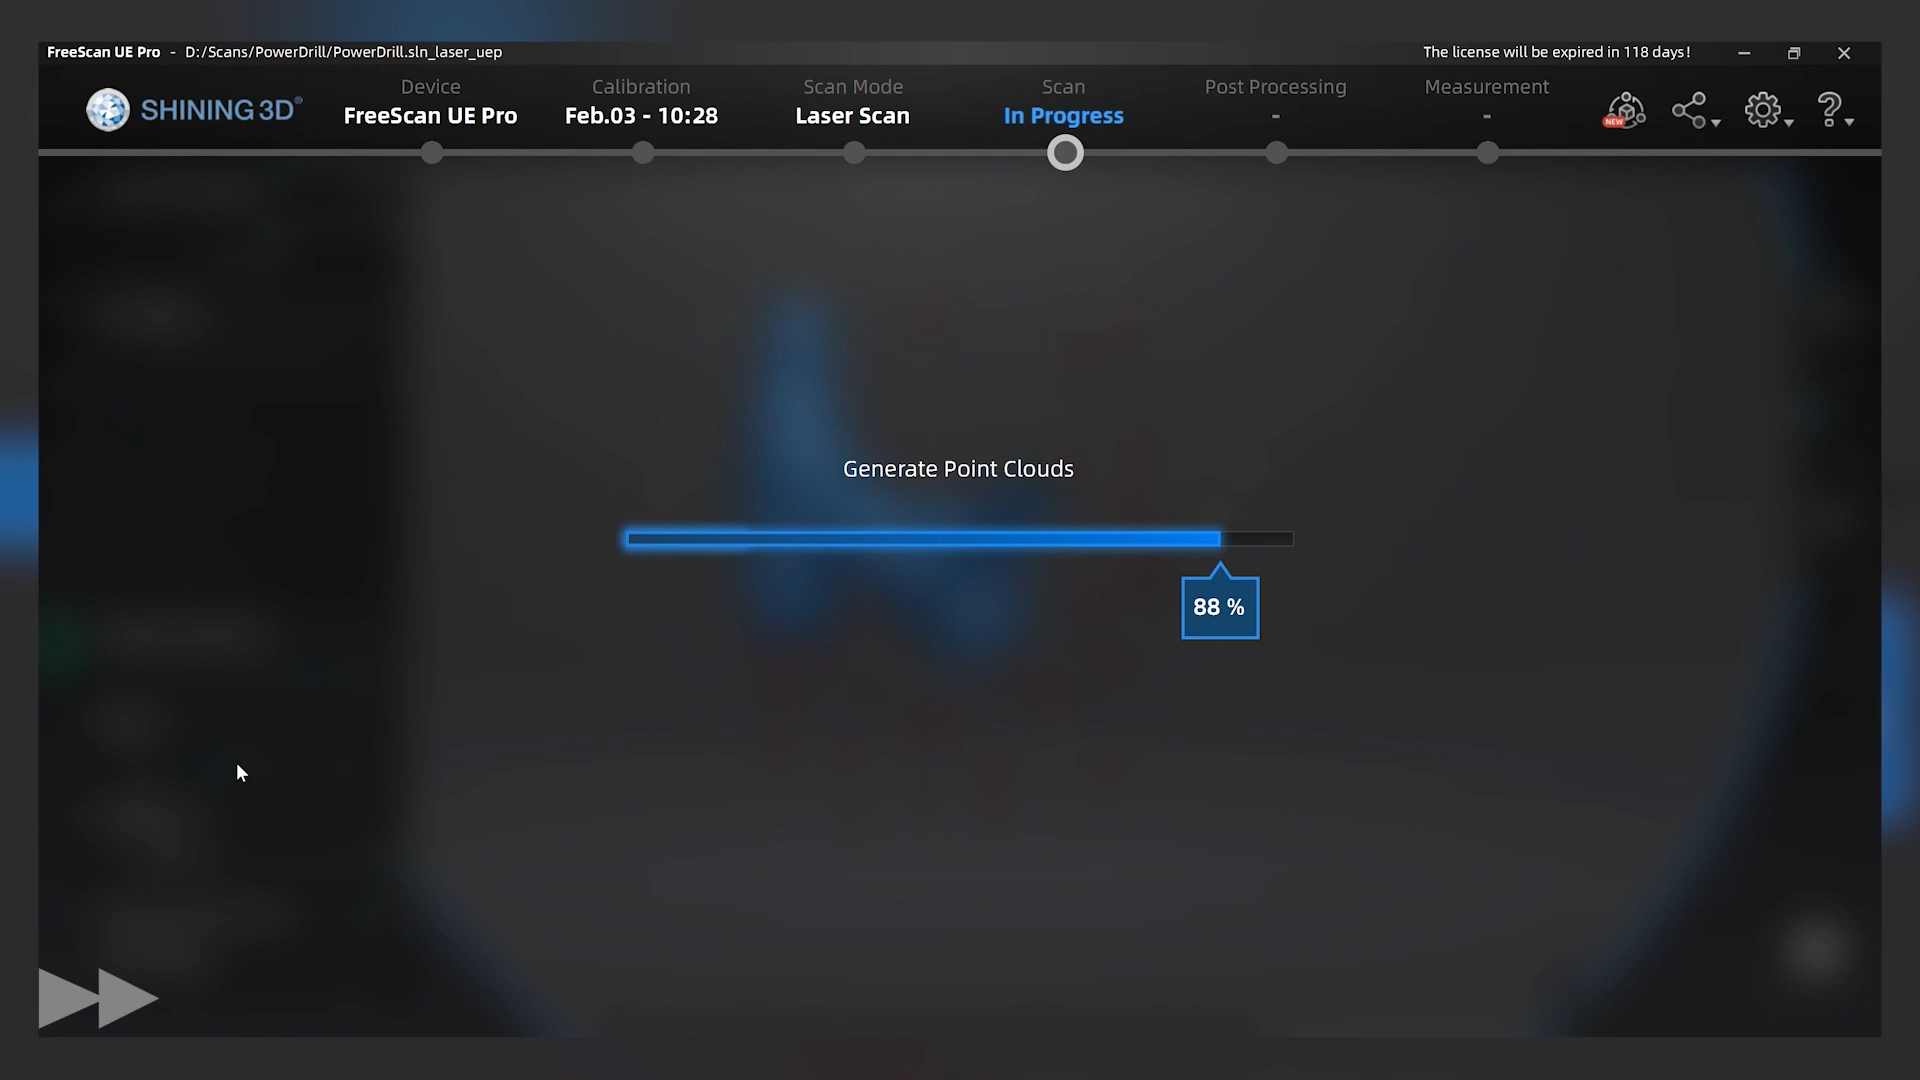 FreeScan UE Pro - D:/Scans/PowerDrill/PowerDrill.sln_laser_uep
The license will be expired in 118 days!
SHINING 3D®
Device
FreeScan UE Pro
Calibration
Feb.03 - 10:28
Scan Mode
Laser Scan
Scan
In Progress
Post Processing
-
Measurement
-
NEW
Generate Point Clouds
88 %